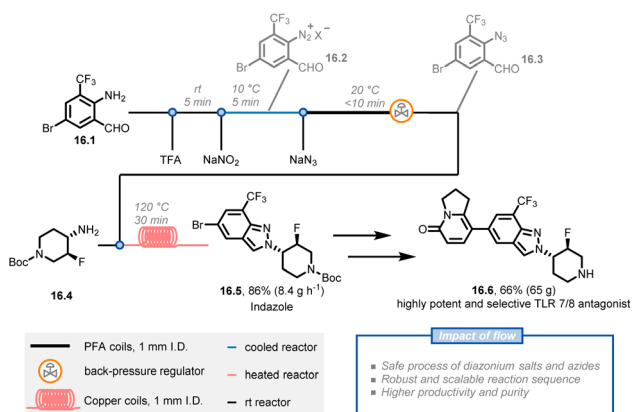 CF₃
N₂ X⁻
+
16.2
Br
CHO
CF₃
N₃
16.3
Br
CHO
CF₃
NH₂
Br
CHO
16.1
rt
5 min
10 °C
5 min
20 °C
<10 min
TFA
NaNO₂
NaN₃
NH₂
BocN
F
16.4
120 °C
30 min
CF₃
Br
N
N
F
N
Boc
16.5, 86% (8.4 g h⁻¹)
Indazole
CF₃
N
O
N
N
F
NH
16.6, 66% (65 g)
highly potent and selective TLR 7/8 antagonist
PFA coils, 1 mm I.D.
back-pressure regulator
Copper coils, 1 mm I.D.
cooled reactor
heated reactor
rt reactor
Impact of flow
Safe process of diazonium salts and azides
Robust and scalable reaction sequence
Higher productivity and purity